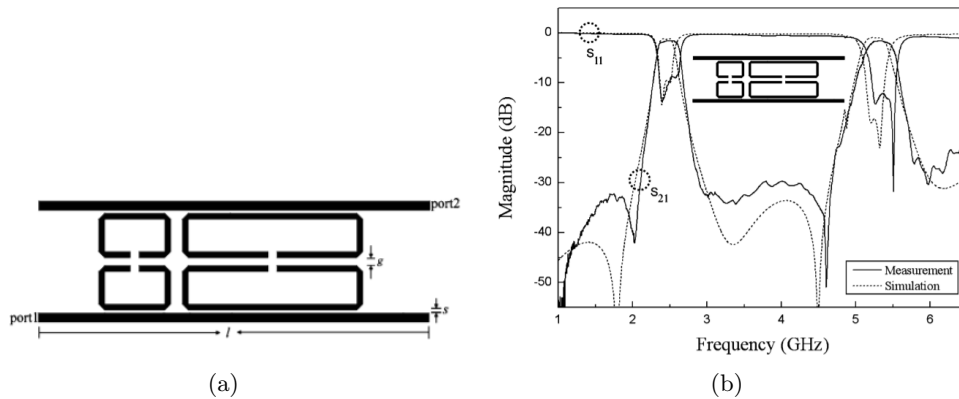 port2
g
s
port1
l
(a)
Magnitude (dB)
0
-10
-20
-30
-40
-50
S11
S21
Measurement
Simulation
1 2 3 4 5 6
Frequency (GHz)
(b)